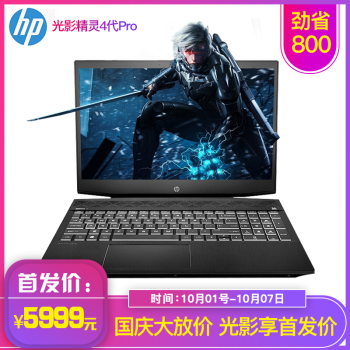 hp 光影精灵4代Pro
劲省
800
hp
首发价:
¥5999元
时间:10月01号-10月07日
国庆大放价 光影享首发价